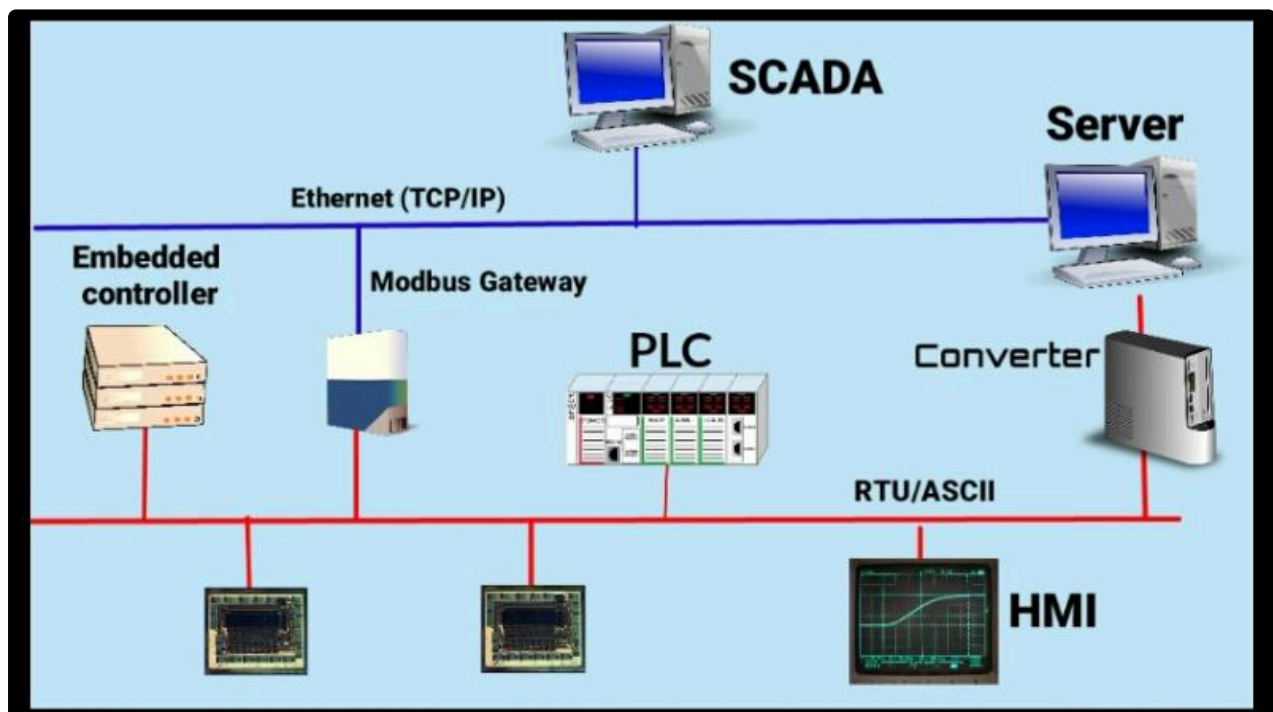 SCADA
Server
Ethernet (TCP/IP)
Embedded
controller
Modbus Gateway
PLC
Converter
RTU/ASCII
HMI